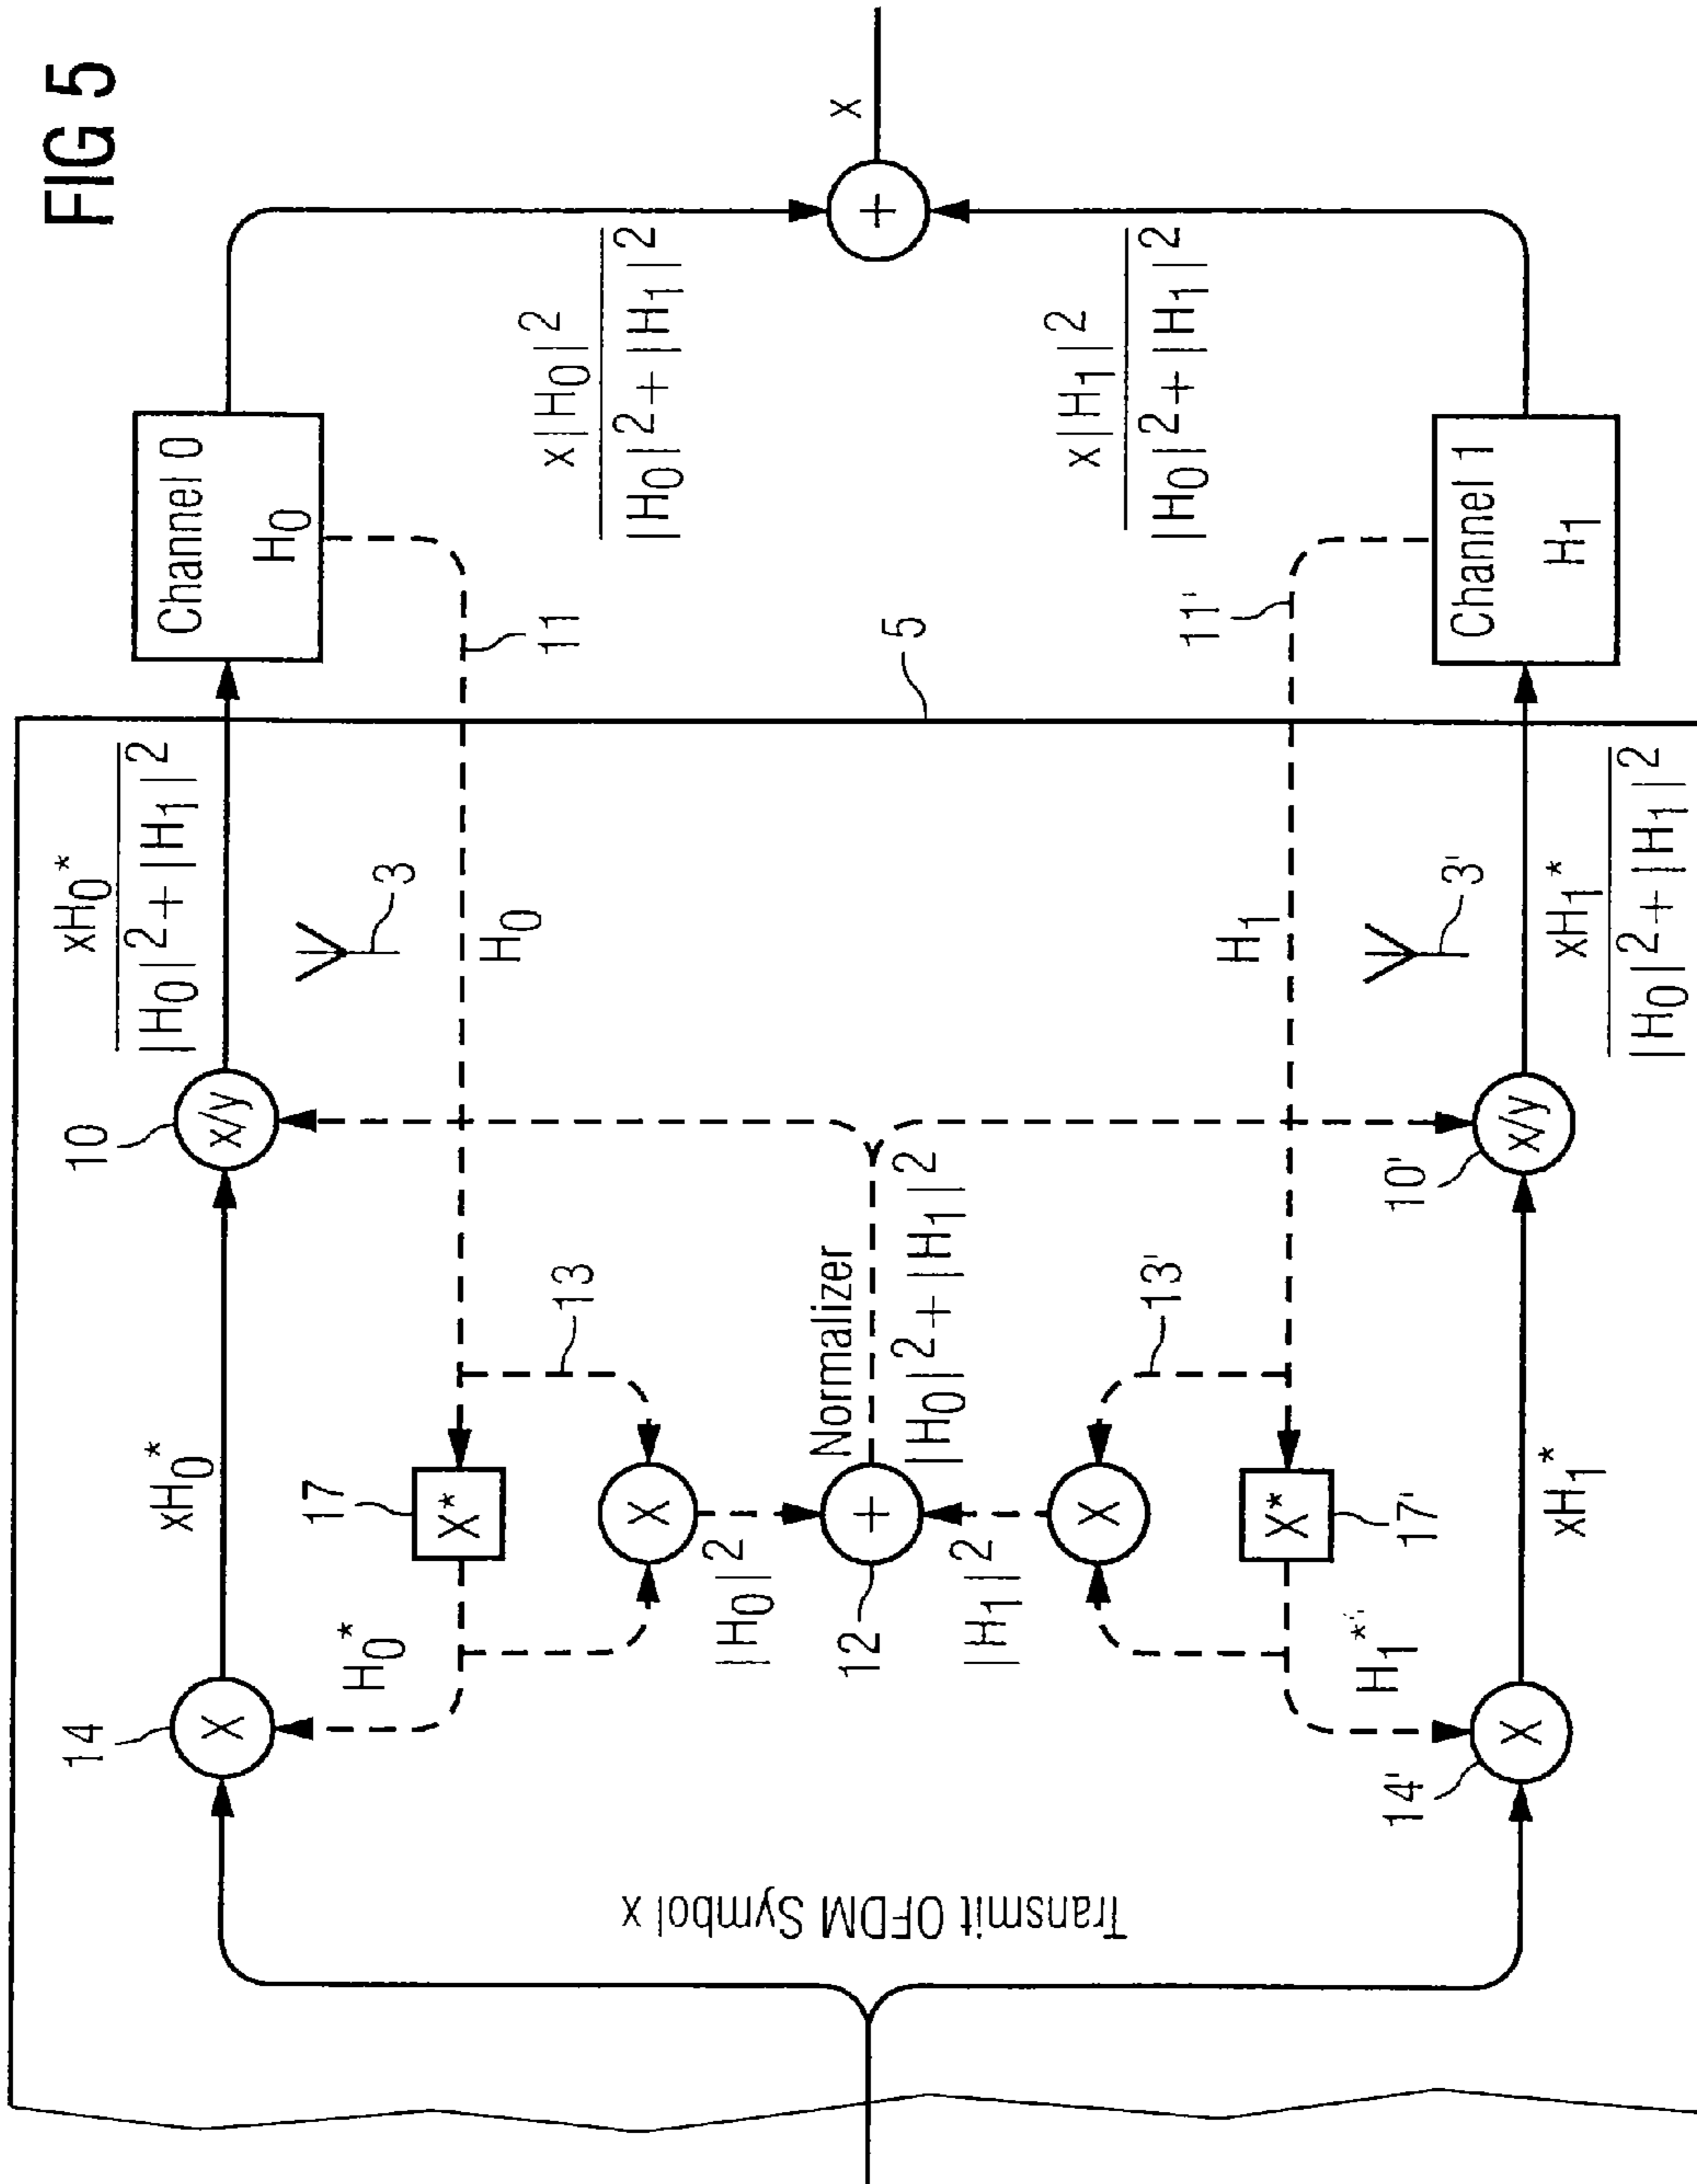 FIG 5
14
X
xH0*
10
x/y
xH0*
|H0|²+|H1|²
Channel 0
H0
H0*
17
X*
13
3
H0
11
x|H0|²
|H0|²+|H1|²
X
|H0|²
Transmit OFDM Symbol x
12
+
Normalizer
|H0|²+|H1|²
5
+
x
|H1|²
X
13'
x|H1|²
|H0|²+|H1|²
H1*
17'
X*
H1
11'
14'
X
xH1*
10'
x/y
3'
xH1*
|H0|²+|H1|²
Channel 1
H1